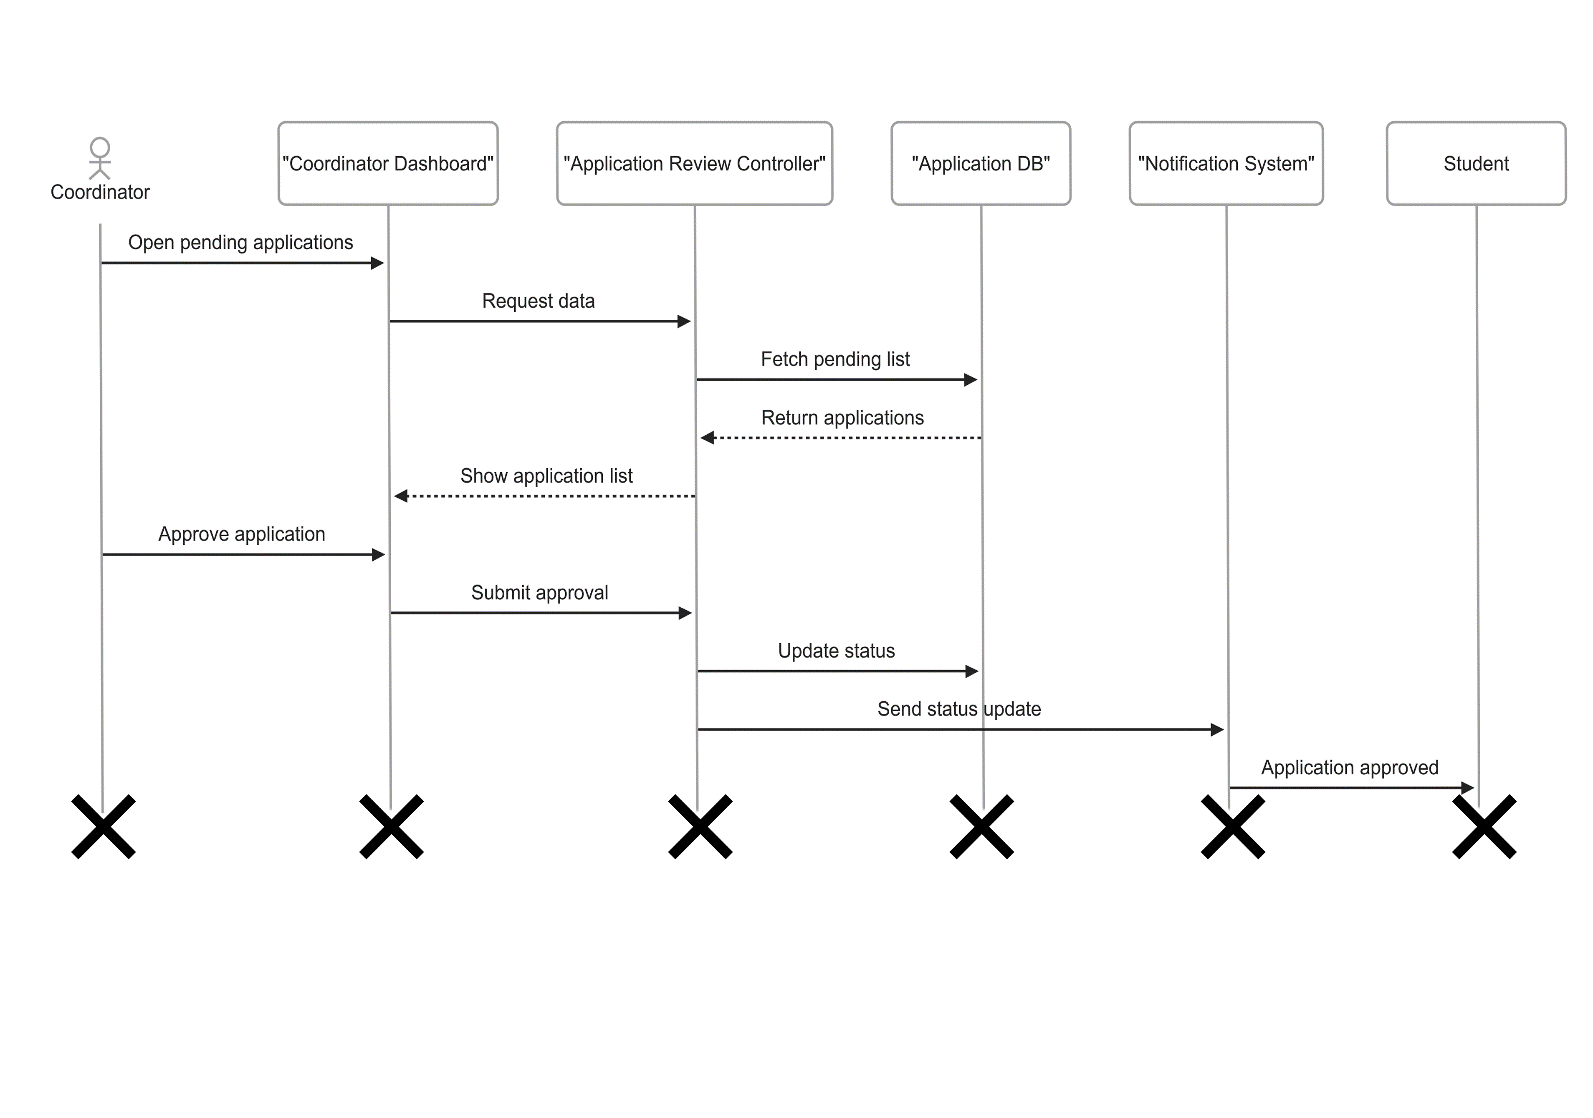 Coordinator
"Coordinator Dashboard"
"Application Review Controller"
"Application DB"
"Notification System"
Student
Open pending applications
Request data
Fetch pending list
Return applications
Show application list
Approve application
Submit approval
Update status
Send status update
Application approved